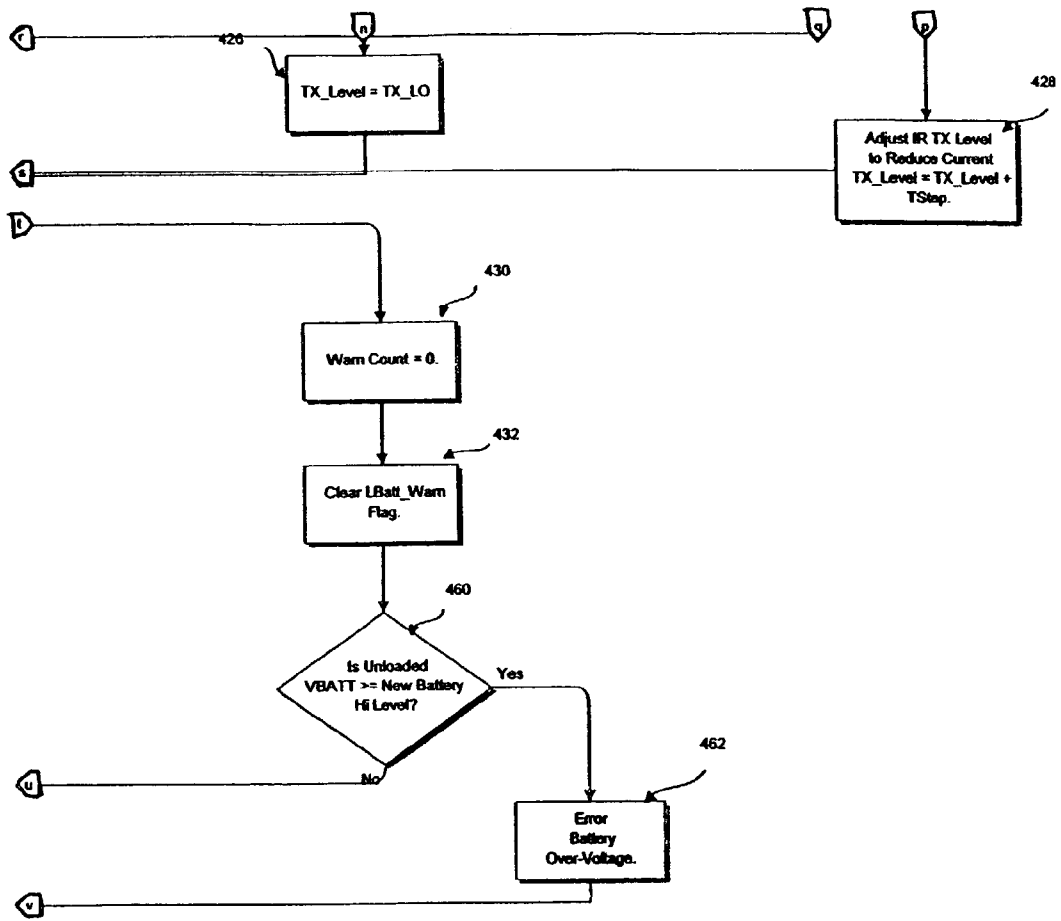 r
n
q
p
426
TX_Level = TX_LO
428
Adjust IR TX Level
to Reduce Current
TX_Level = TX_Level +
TStep.
s
t
430
Warn Count = 0.
432
Clear LBatt_Warn
Flag.
460
Is Unloaded
VBATT >= New Battery
Hi Level?
Yes
No
u
462
Error
Battery
Over-Voltage.
v